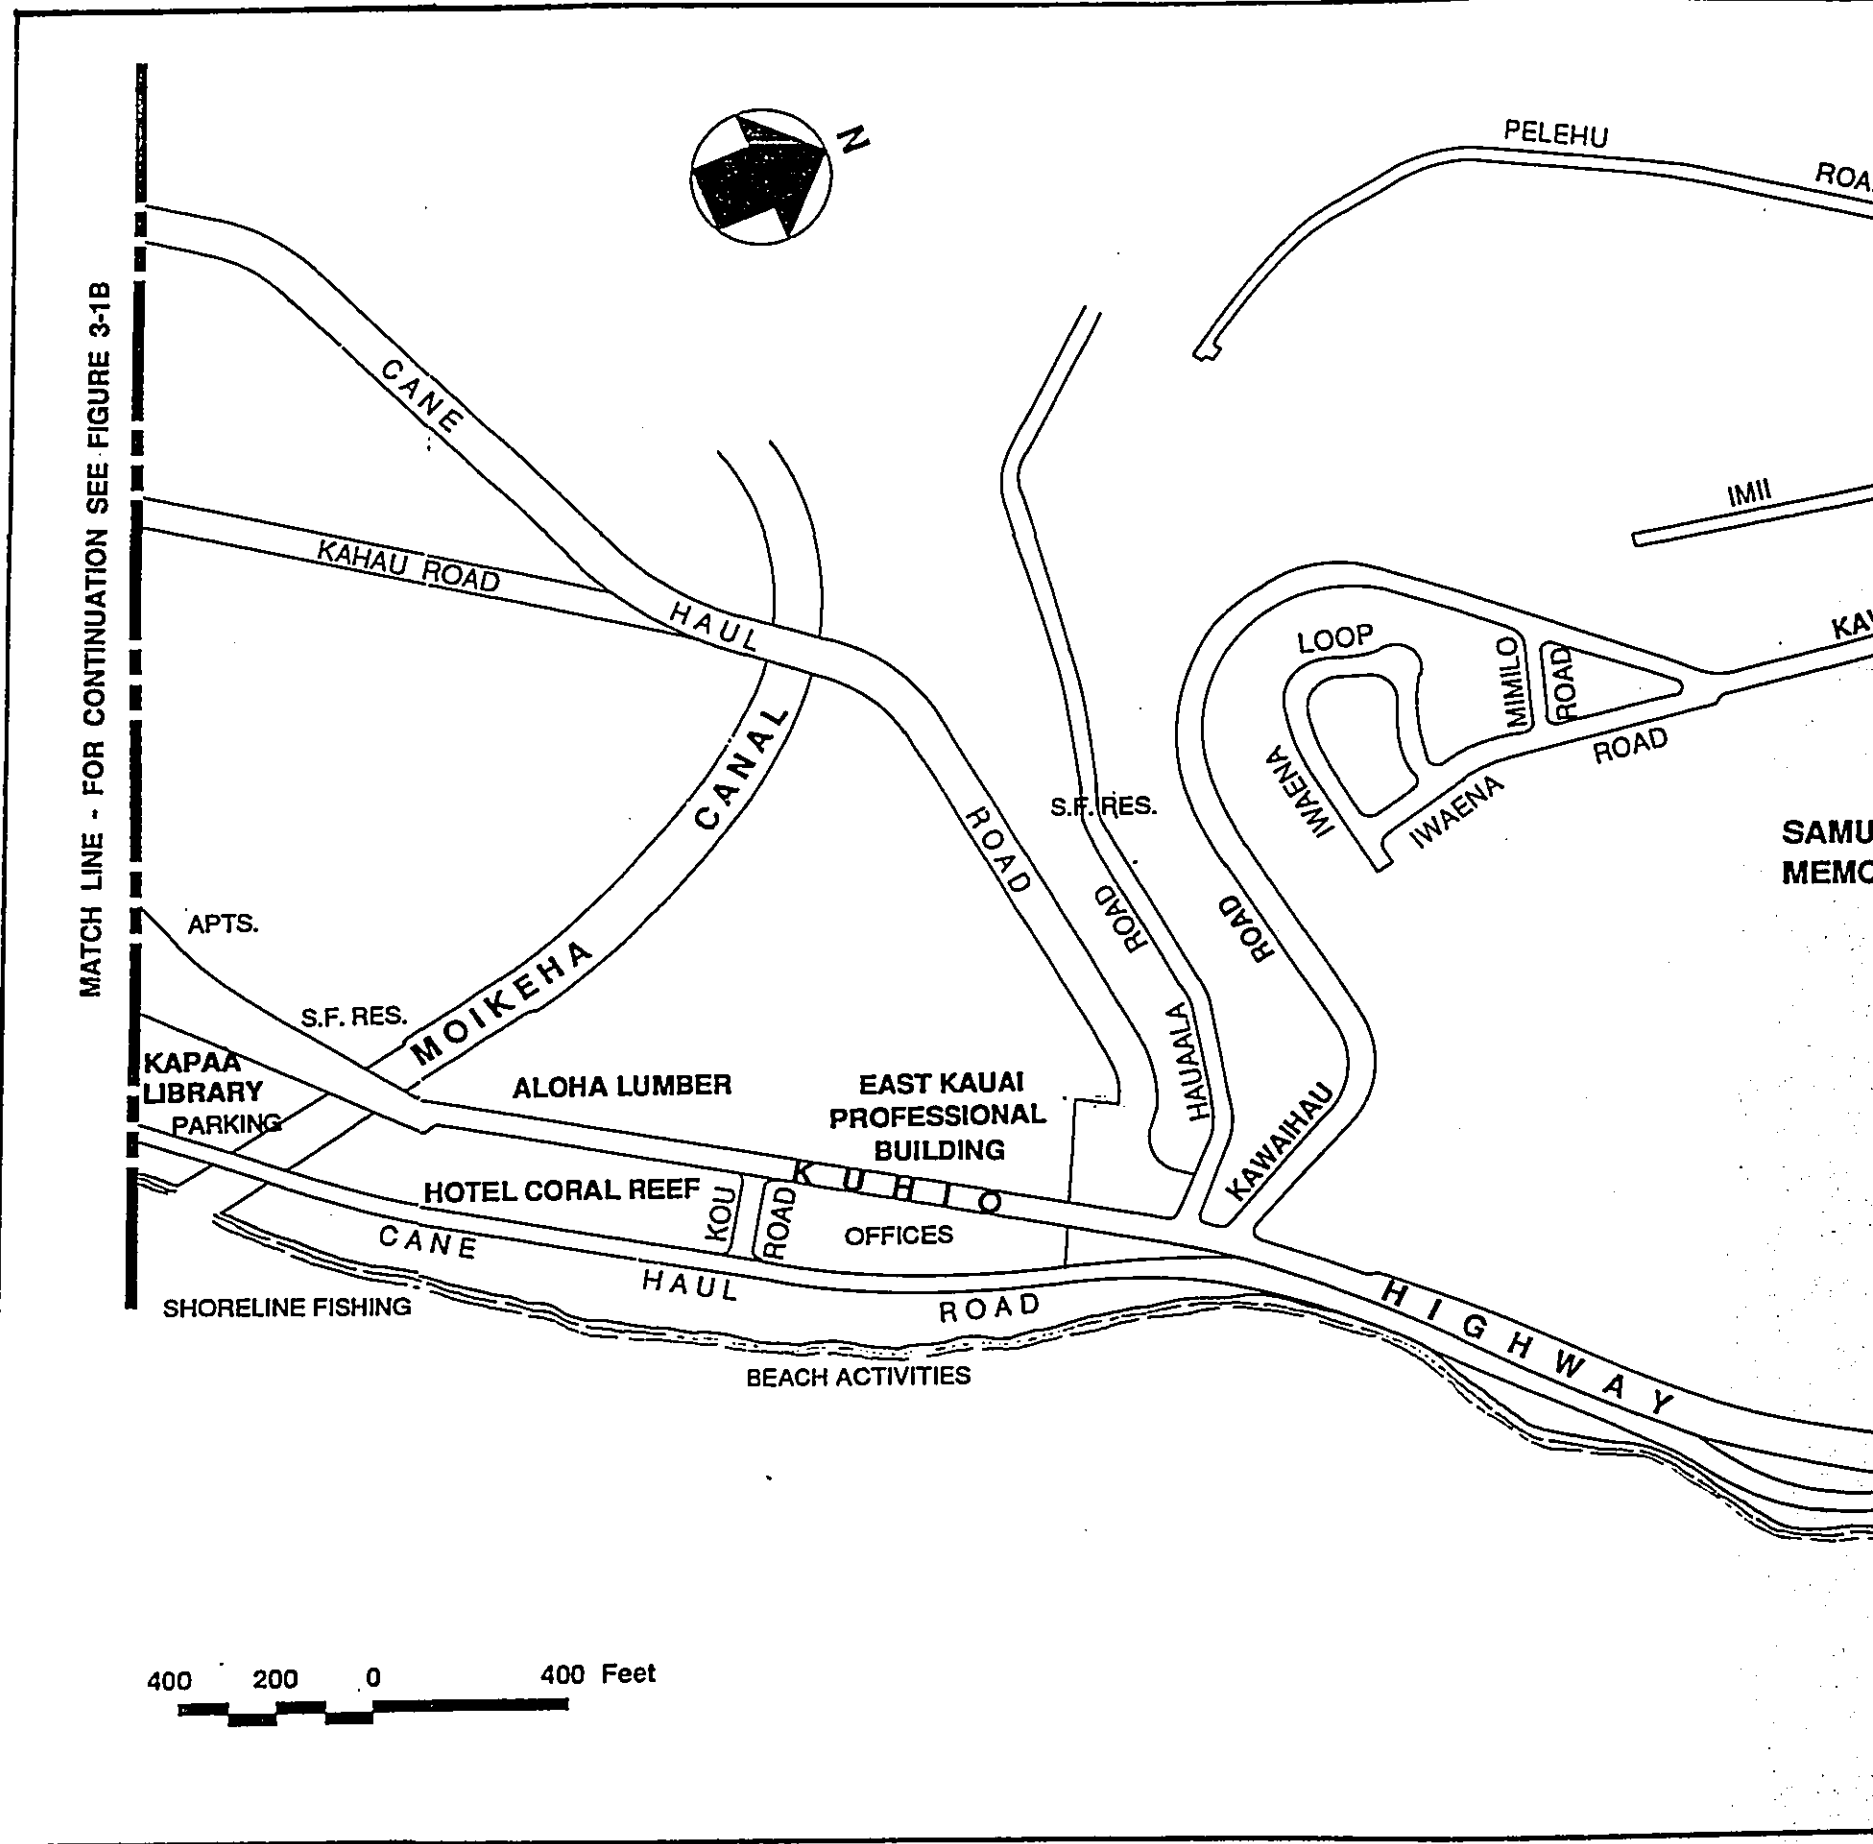 N
PELEHU
ROA
MATCH LINE - FOR CONTINUATION SEE FIGURE 3-1B
CANE
HAUL
ROAD
IMII
KAHAU ROAD
LOOP
MIMILO
ROAD
KAW
IWAENA
IWAENA
ROAD
CANAL
S.F. RES.
SAMU
MEMO
ROAD
ROAD
APTS.
MOIKEHA
S.F. RES.
HAUAALA
KAWAIHAU
KAPAA
LIBRARY
PARKING
ALOHA LUMBER
EAST KAUAI
PROFESSIONAL
BUILDING
KUHIO
HOTEL CORAL REEF
KOU
ROAD
OFFICES
CANE
HAUL
ROAD
HIGHWAY
SHORELINE FISHING
BEACH ACTIVITIES
400 200 0 400 Feet